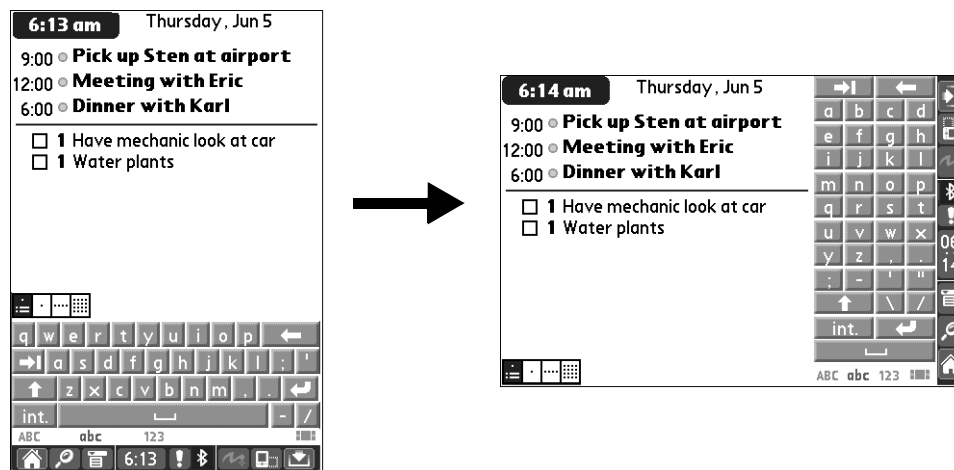 6:13 am Thursday, Jun 5
9:00 Pick up Sten at airport
12:00 Meeting with Eric
6:00 Dinner with Karl
1 Have mechanic look at car
1 Water plants
q w e r t y u i o p
a s d f g h j k l ; '
z x c v b n m , .
int. - /
ABC abc 123
6:13
6:14 am Thursday, Jun 5
9:00 Pick up Sten at airport
12:00 Meeting with Eric
6:00 Dinner with Karl
1 Have mechanic look at car
1 Water plants
a b c d
e f g h
i j k l
m n o p
q r s t
u v w x
y z , .
; - ' "
\ /
int.
ABC abc 123